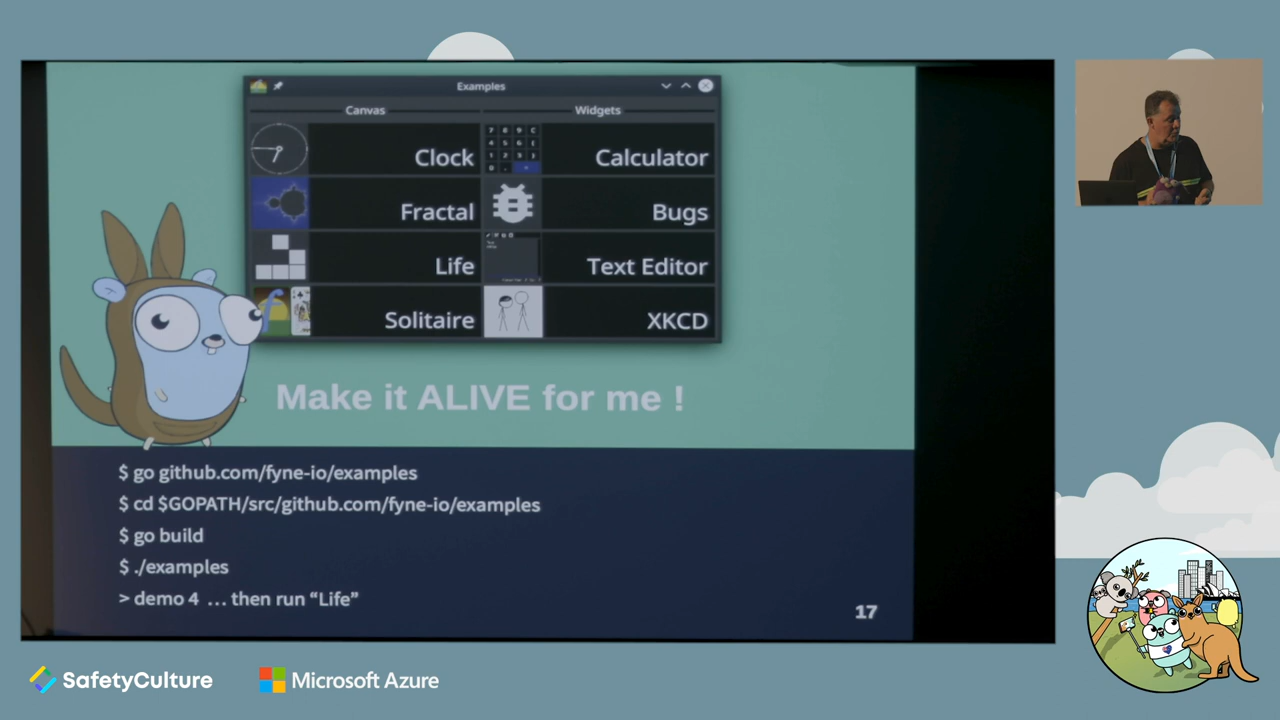 Examples
Canvas
Widgets
Clock
Calculator
Fractal
Bugs
Life
Text Editor
Solitaire
XKCD
Make it ALIVE for me !
$ go github.com/fyne-io/examples
$ cd $GOPATH/src/github.com/fyne-io/examples
$ go build
$ ./examples
> demo 4 ... then run “Life”
17
SafetyCulture
Microsoft Azure